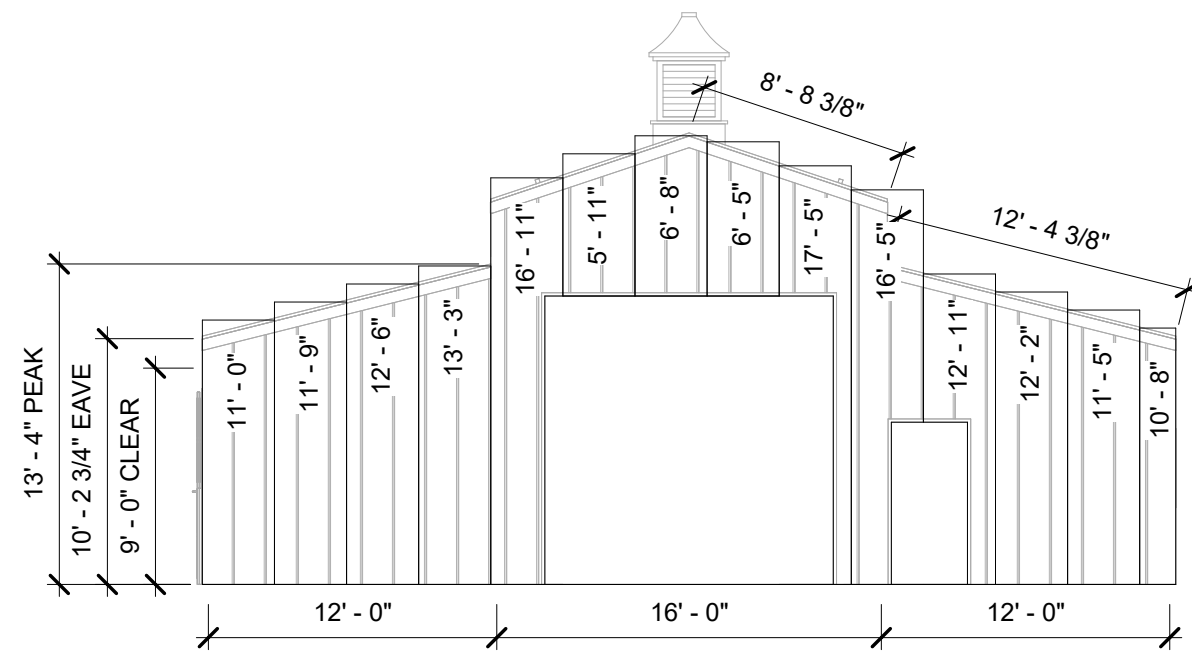 8' - 8 3/8"
12' - 4 3/8"
13' - 4" PEAK
10' - 2 3/4" EAVE
9' - 0" CLEAR
11' - 0"
11' - 9"
12' - 6"
13' - 3"
16' - 11"
5' - 11"
6' - 8"
6' - 5"
17' - 5"
16' - 5"
12' - 11"
12' - 2"
11' - 5"
10' - 8"
12' - 0"
16' - 0"
12' - 0"